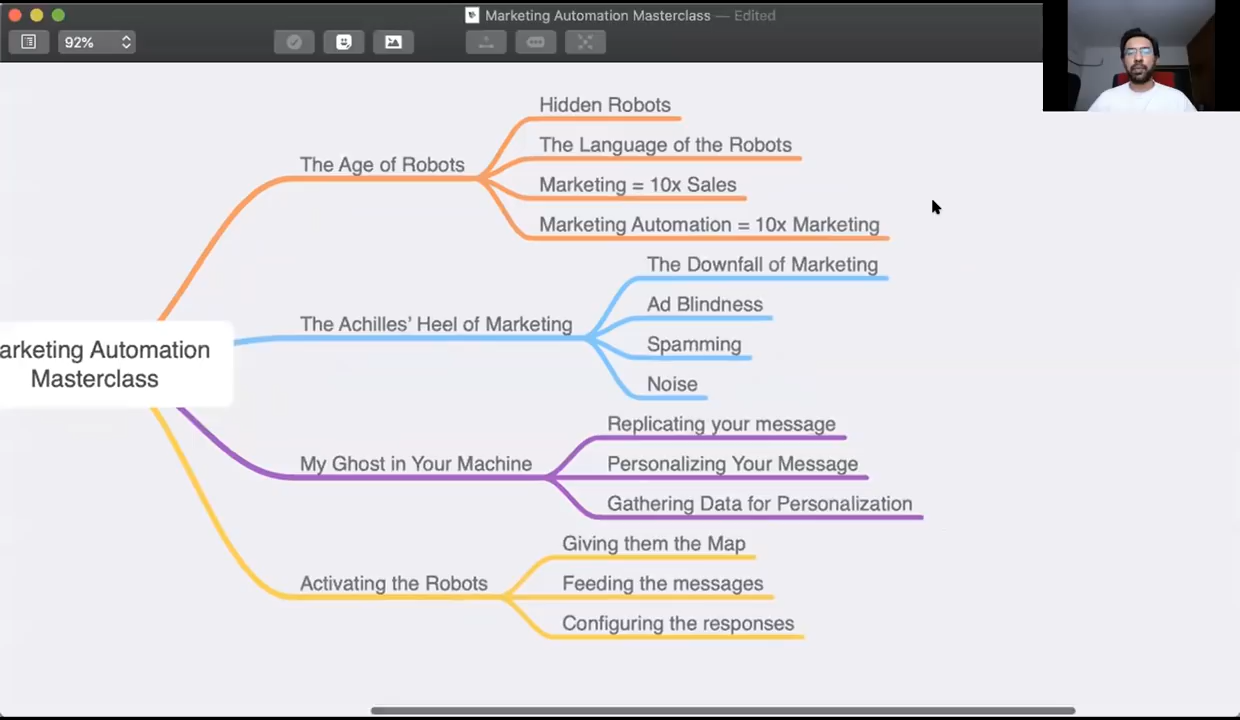 Marketing Automation Masterclass — Edited
92%
Hidden Robots
The Language of the Robots
The Age of Robots
Marketing = 10x Sales
Marketing Automation = 10x Marketing
The Downfall of Marketing
Ad Blindness
The Achilles’ Heel of Marketing
Spamming
Noise
arketing Automation
Masterclass
Replicating your message
My Ghost in Your Machine
Personalizing Your Message
Gathering Data for Personalization
Giving them the Map
Activating the Robots
Feeding the messages
Configuring the responses